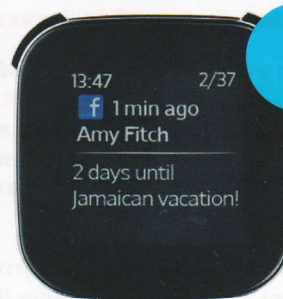 13:47 2/37
f 1 min ago
Amy Fitch
2 days until
Jamaican vacation!